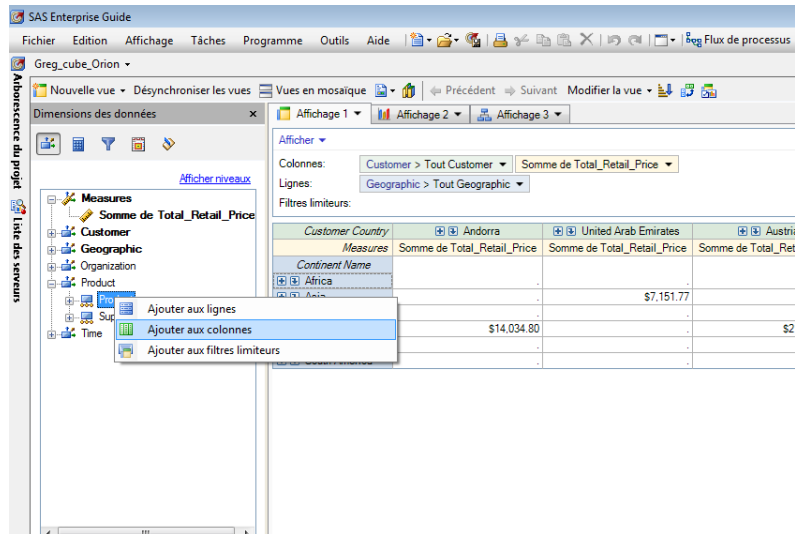 SAS Enterprise Guide
Fichier Edition Affichage Tâches Programme Outils Aide Flux de processus
Greg_cube_Orion
Arborescence du projet
Liste des serveurs
Nouvelle vue Désynchroniser les vues Vues en mosaïque Précédent Suivant Modifier la vue
Dimensions des données x
Affichage 1 Affichage 2 Affichage 3
Afficher
Colonnes: Customer > Tout Customer Somme de Total_Retail_Price
Lignes: Geographic > Tout Geographic
Filtres limiteurs:
Afficher niveaux
Measures
Somme de Total_Retail_Price
Customer
Geographic
Organization
Product
Time
Ajouter aux lignes
Ajouter aux colonnes
Ajouter aux filtres limiteurs
Customer Country Andorra United Arab Emirates
Measures Somme de Total_Retail_Price Somme de Total_Retail_Price Somme de
Continent Name
Africa . .
Asia . $7,151.77
$14,034.80 .